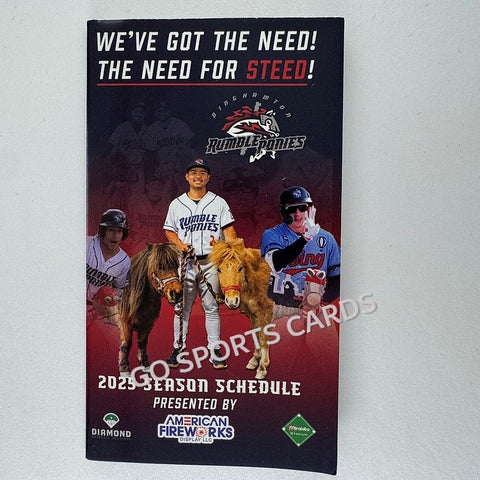 WE'VE GOT THE NEED!
THE NEED FOR STEED!
BINGHAMTON
RUMBLE PONIES
RUMBLE
PONIES
GO SPORTS CARDS
2025 SEASON SCHEDULE
PRESENTED BY
DIAMOND
AMERICAN
FIREWORKS
DISPLAY LLC